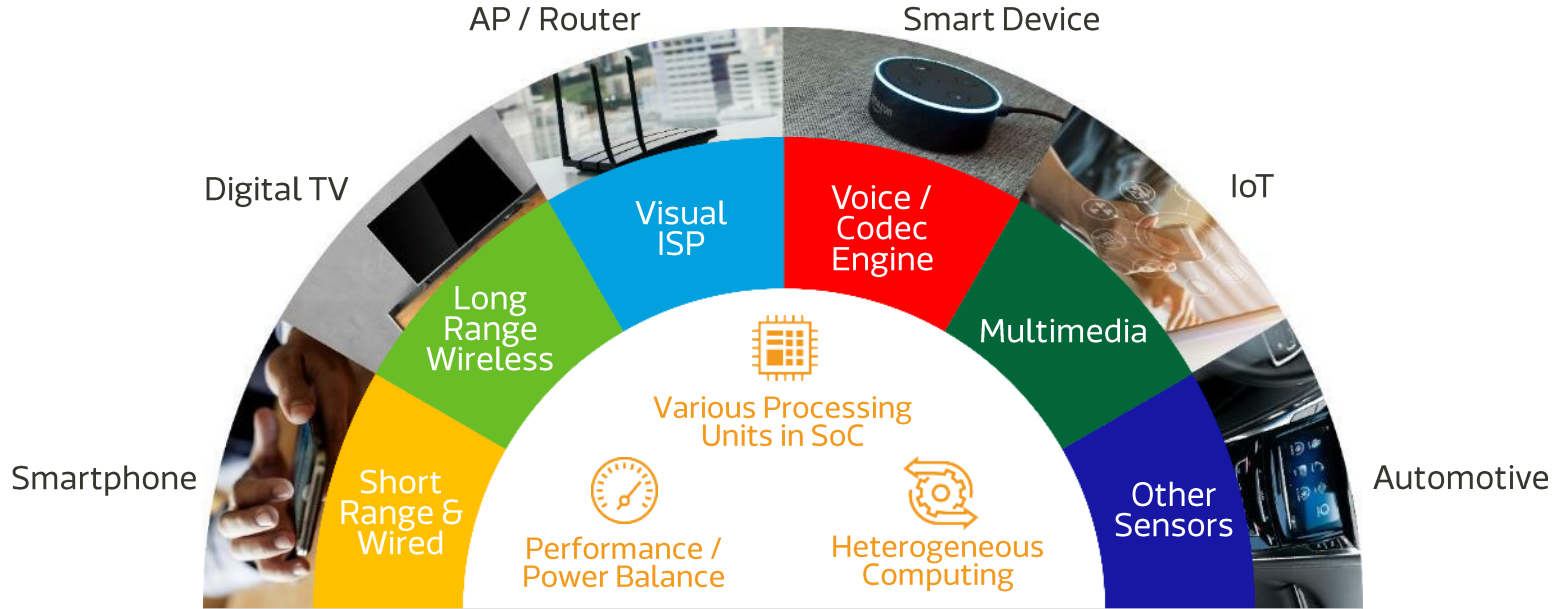 AP / Router
Smart Device
Digital TV
IoT
Smartphone
Automotive
Short
Range &
Wired
Long
Range
Wireless
Visual
ISP
Voice /
Codec
Engine
Multimedia
Other
Sensors
Various Processing
Units in SoC
Performance /
Power Balance
Heterogeneous
Computing
amazon